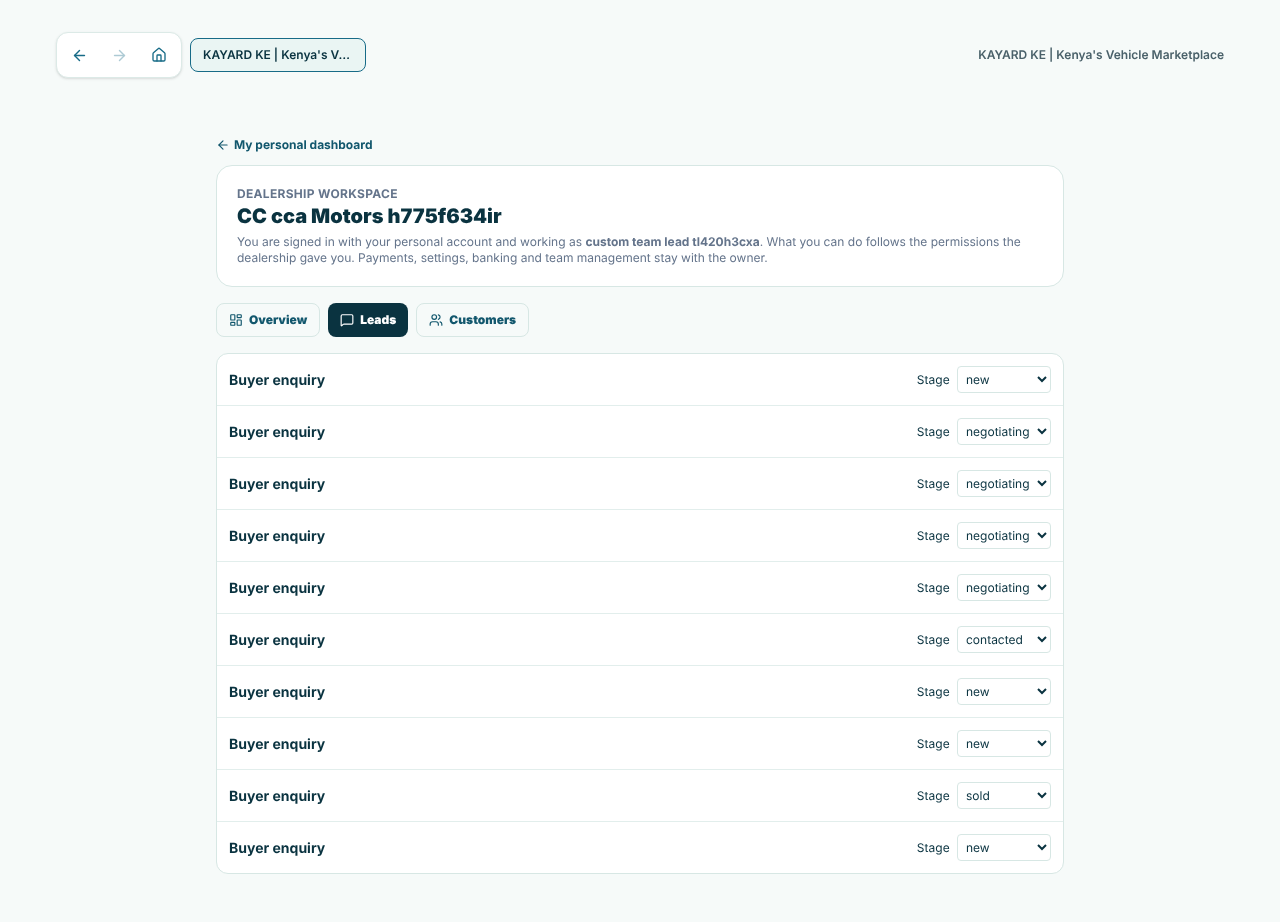 KAYARD KE | Kenya's V...
KAYARD KE | Kenya's Vehicle Marketplace
My personal dashboard
DEALERSHIP WORKSPACE
CC cca Motors h775f634ir
You are signed in with your personal account and working as custom team lead tl420h3cxa. What you can do follows the permissions the
dealership gave you. Payments, settings, banking and team management stay with the owner.
Overview
Leads
Customers
Buyer enquiry Stage new
Buyer enquiry Stage negotiating
Buyer enquiry Stage negotiating
Buyer enquiry Stage negotiating
Buyer enquiry Stage negotiating
Buyer enquiry Stage contacted
Buyer enquiry Stage new
Buyer enquiry Stage new
Buyer enquiry Stage sold
Buyer enquiry Stage new